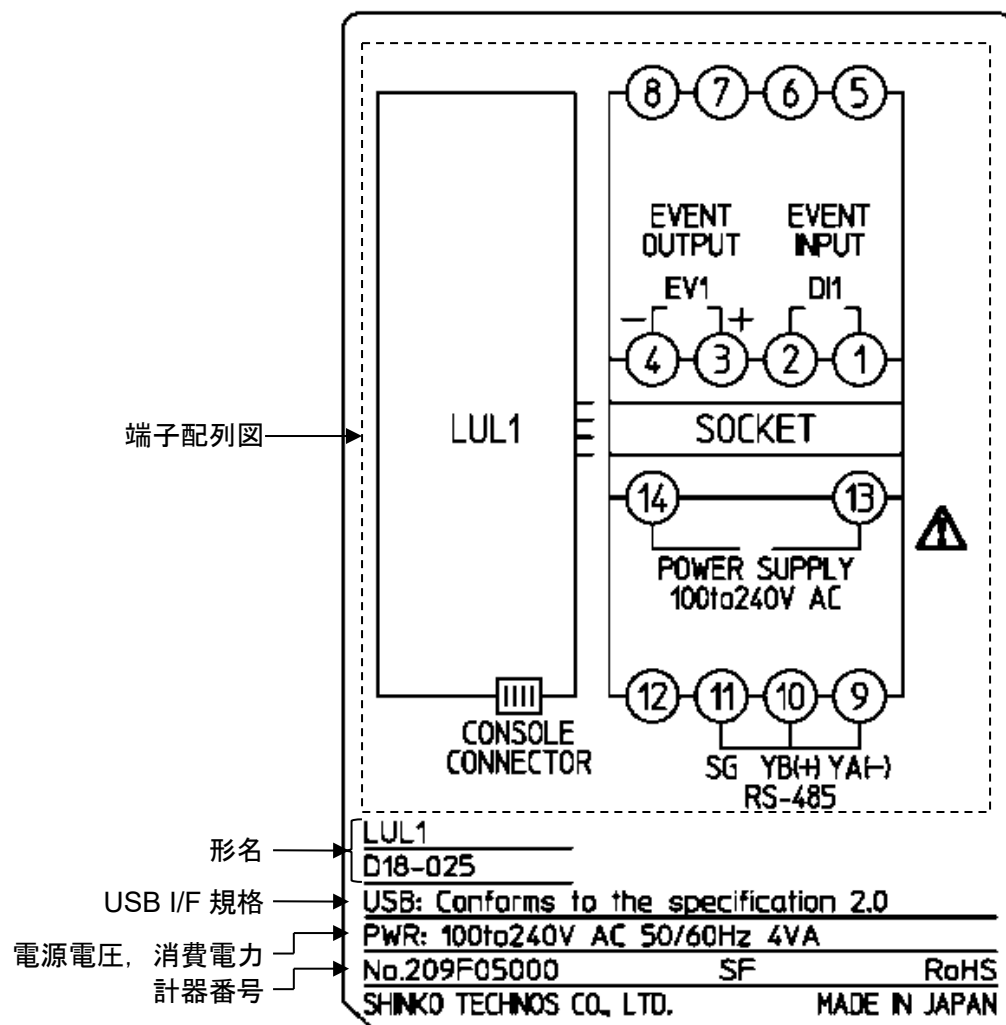 8 7 6 5
EVENT OUTPUT
EVENT INPUT
EV1
DI1
− +
4 3 2 1
端子配列図
LUL1
SOCKET
14 13
POWER SUPPLY
100to240V AC
12 11 10 9
CONSOLE
CONNECTOR
SG YB(+) YA(−)
RS-485
形名
LUL1
D18-025
USB I/F 規格
USB: Conforms to the specification 2.0
電源電圧，消費電力
PWR: 100to240V AC 50/60Hz 4VA
計器番号
No.209F05000 SF RoHS
SHINKO TECHNOS CO., LTD. MADE IN JAPAN